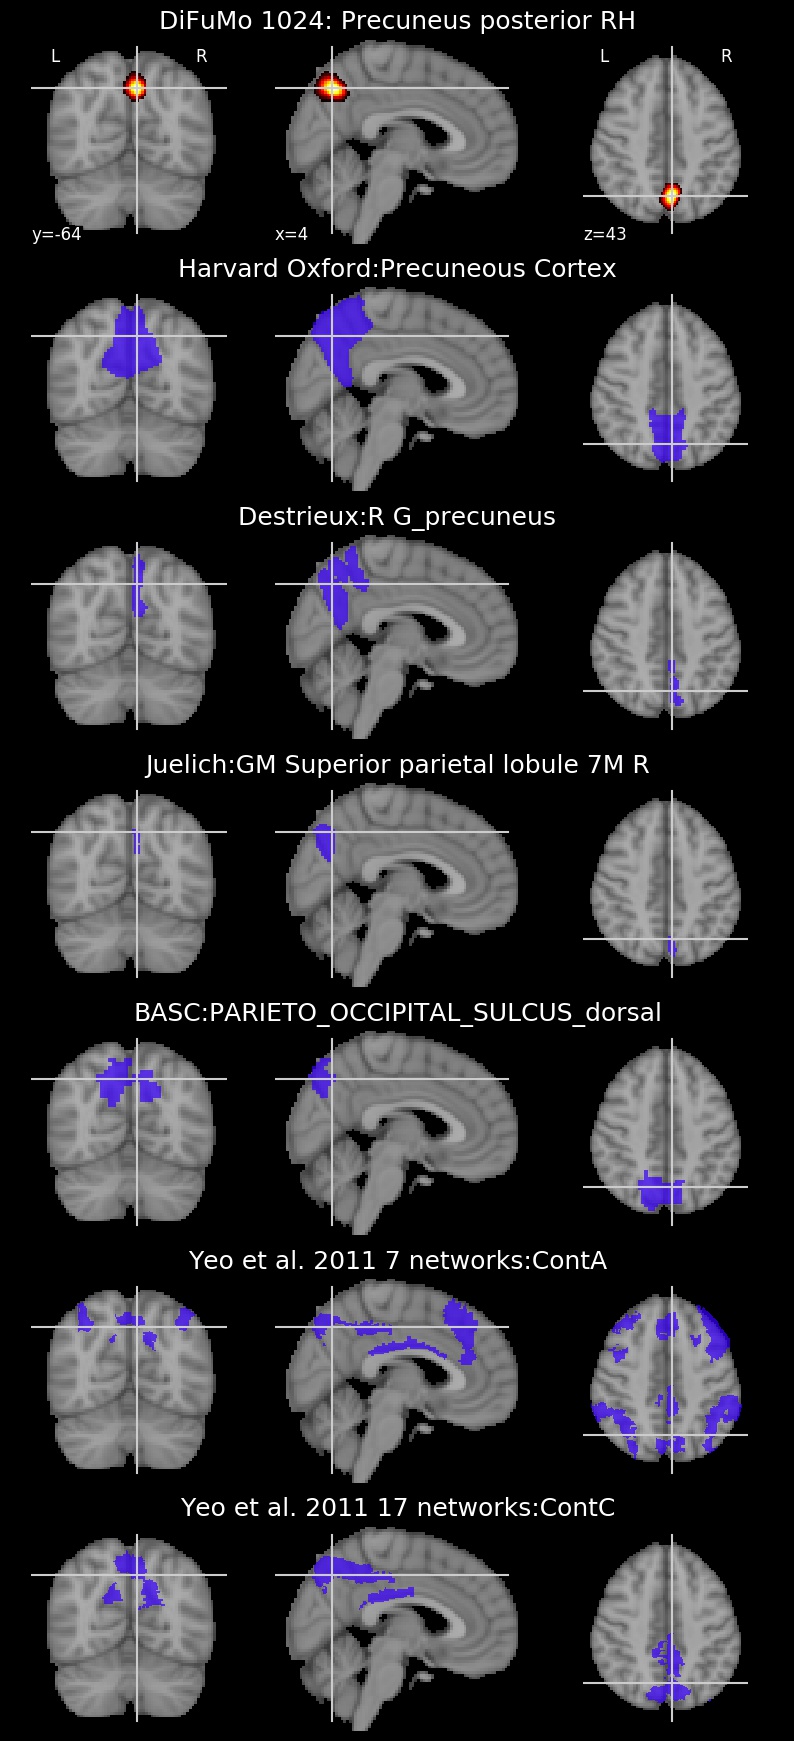 DiFuMo 1024: Precuneus posterior RH
L R L R
y=-64 x=4 z=43
Harvard Oxford:Precuneous Cortex
Destrieux:R G_precuneus
Juelich:GM Superior parietal lobule 7M R
BASC:PARIETO_OCCIPITAL_SULCUS_dorsal
Yeo et al. 2011 7 networks:ContA
Yeo et al. 2011 17 networks:ContC